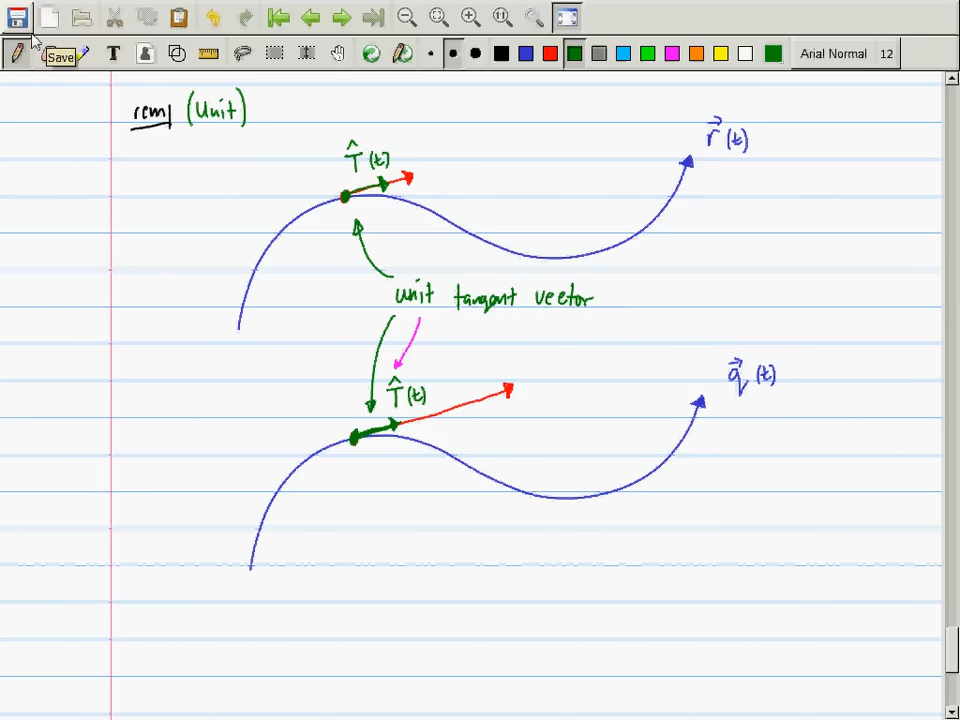 Save
T
Arial Normal 12
rem (Unit)
r(t)
T̂(t)
unit tangent vector
q(t)
T̂(t)